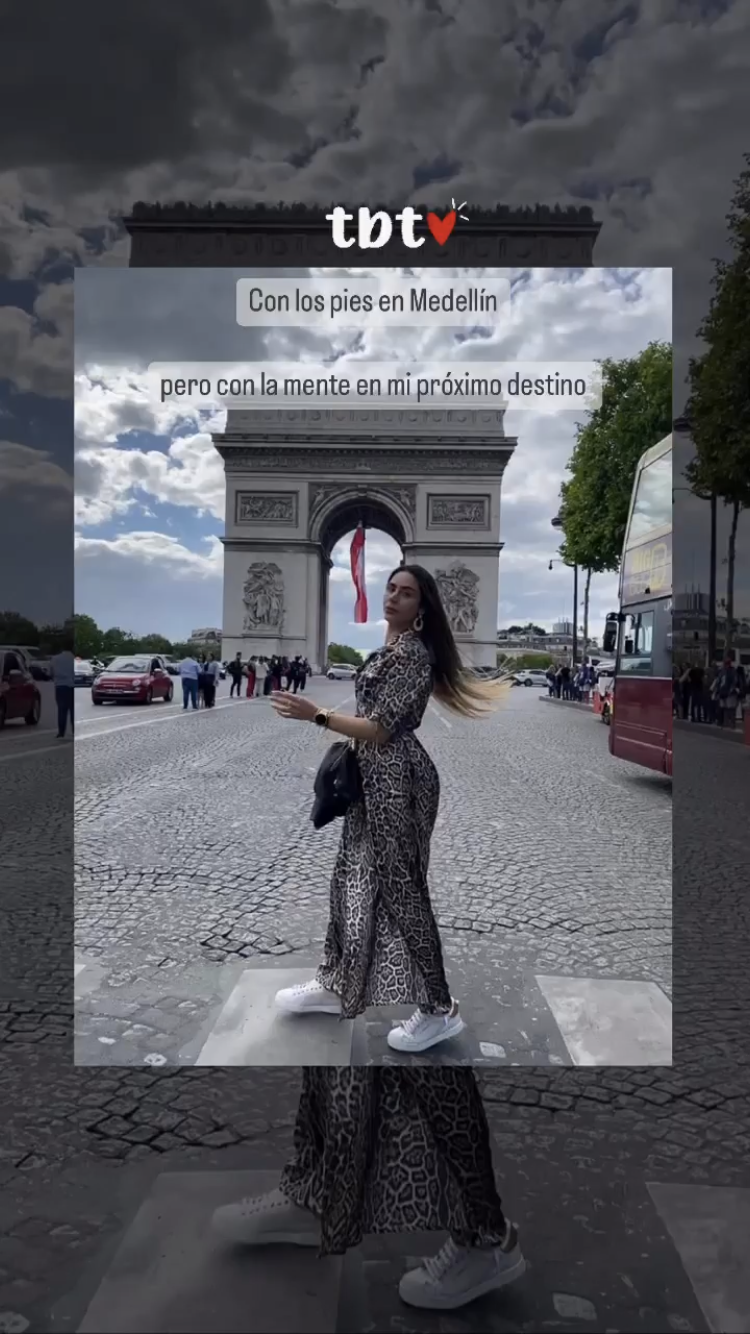 tbt
Con los pies en Medellín
pero con la mente en mi próximo destino